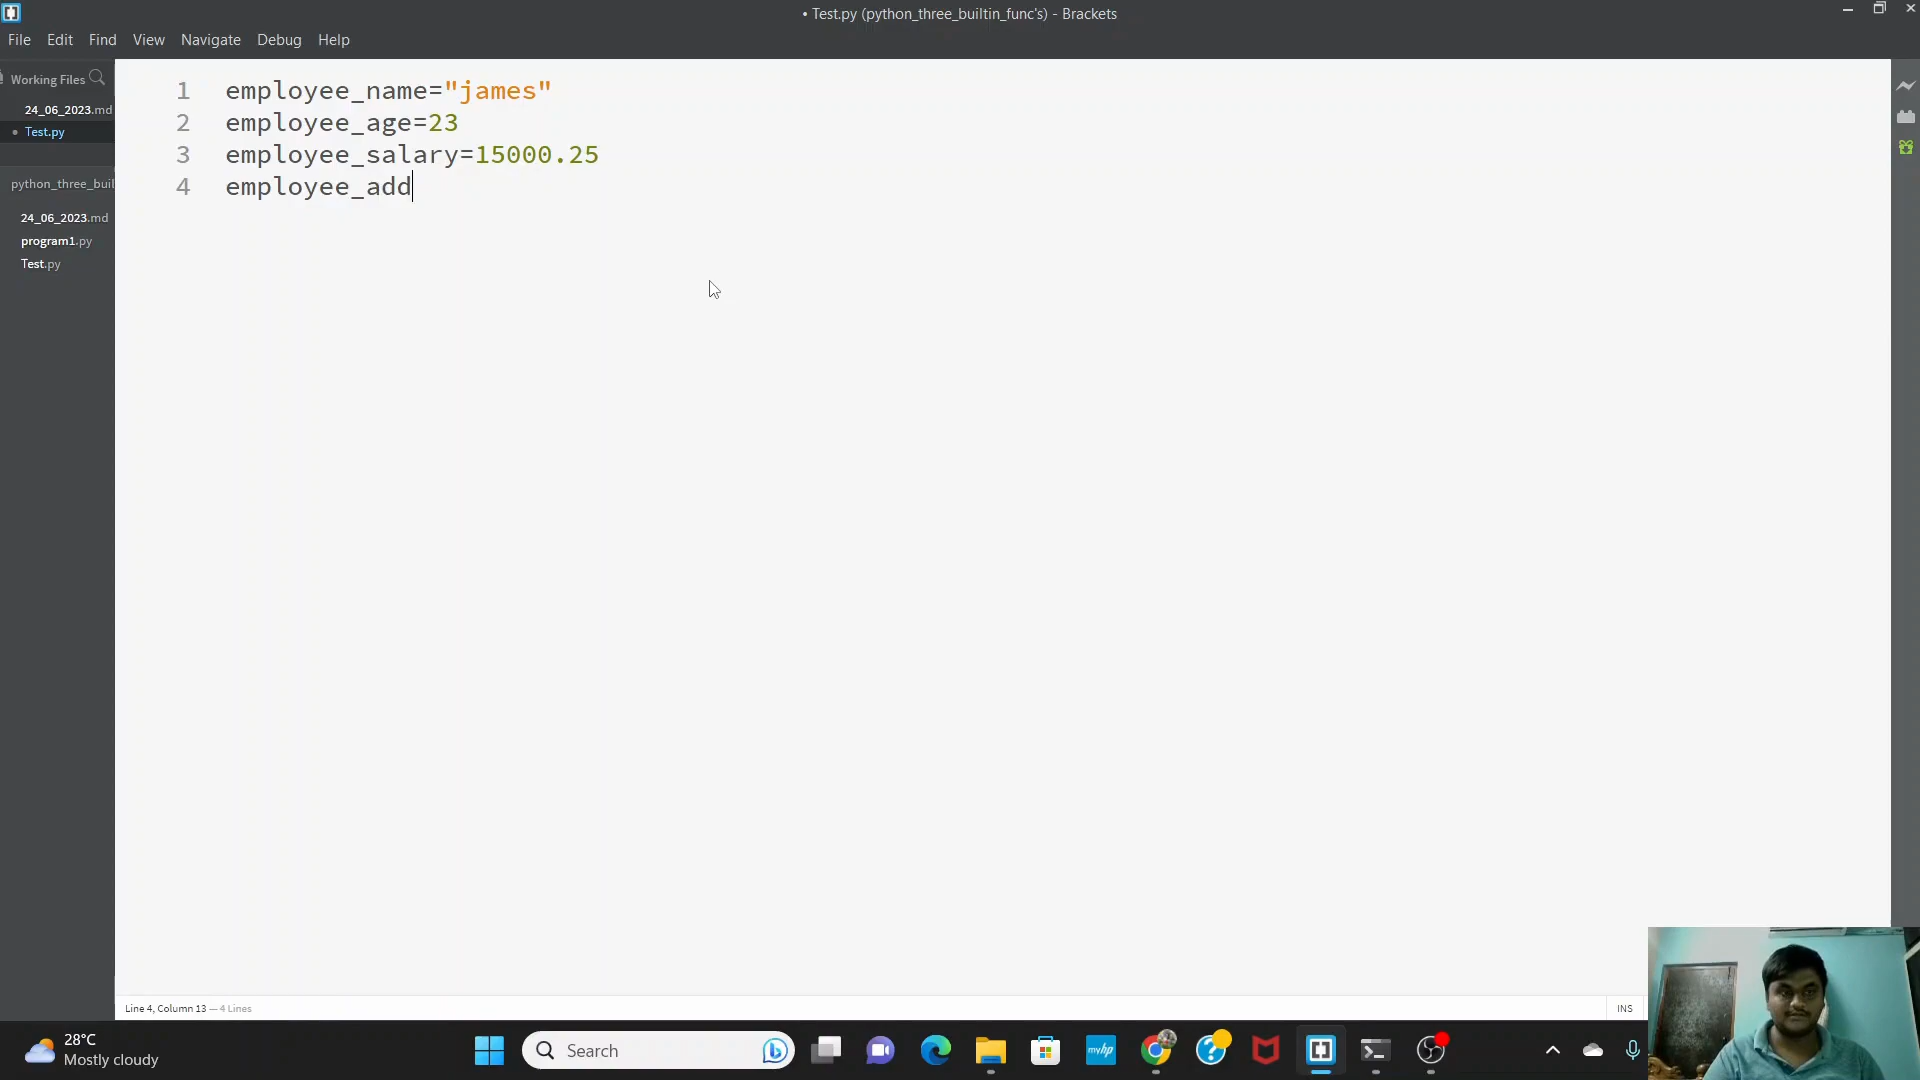 • Test.py (python_three_builtin_func's) - Brackets
File Edit Find View Navigate Debug Help
Working Files
24_06_2023.md
• Test.py
python_three_buil
24_06_2023.md
program1.py
Test.py
1 employee_name="james"
2 employee_age=23
3 employee_salary=15000.25
4 employee_add
Line 4, Column 13 — 4 Lines
INS
28°C
Mostly cloudy
Search
myhp